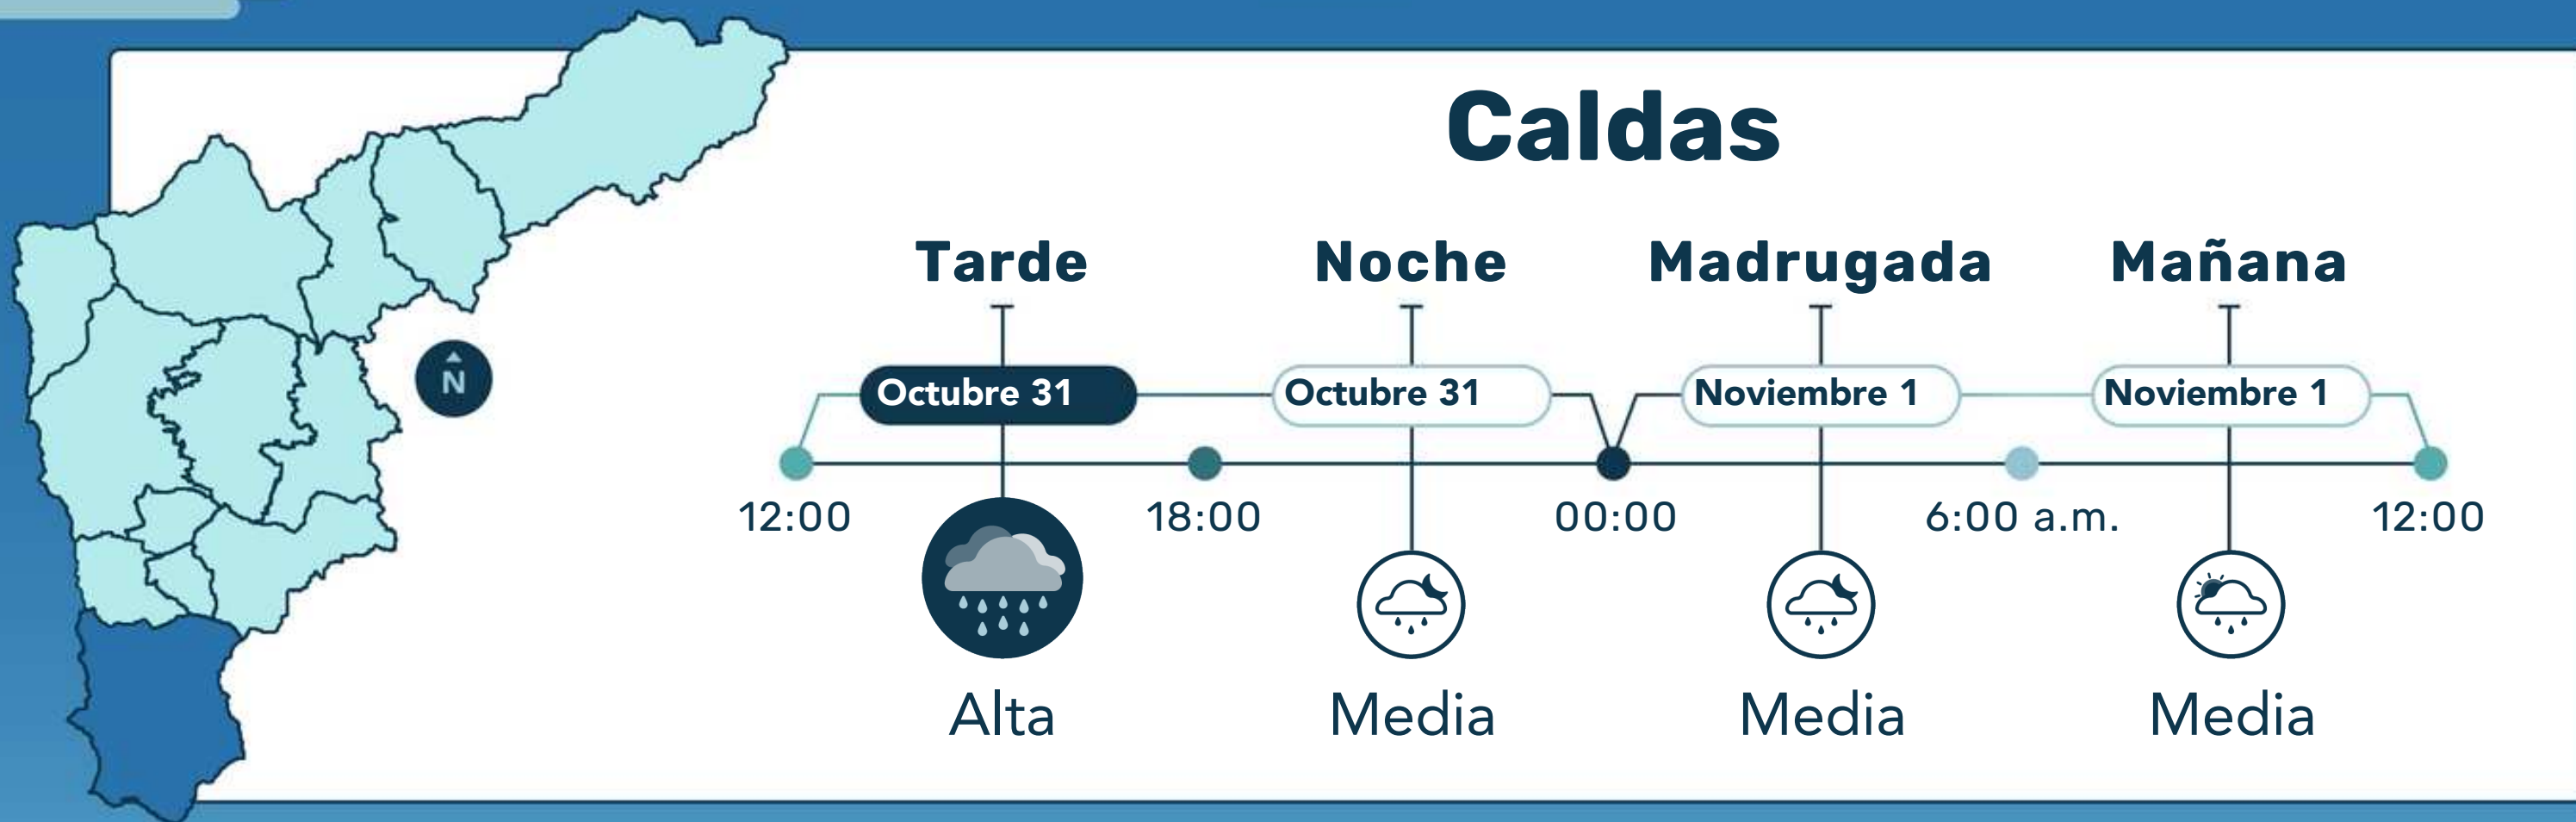 Caldas
Tarde
Noche
Madrugada
Mañana
Octubre 31
Octubre 31
Noviembre 1
Noviembre 1
N
12:00
18:00
00:00
6:00 a.m.
12:00
Alta
Media
Media
Media